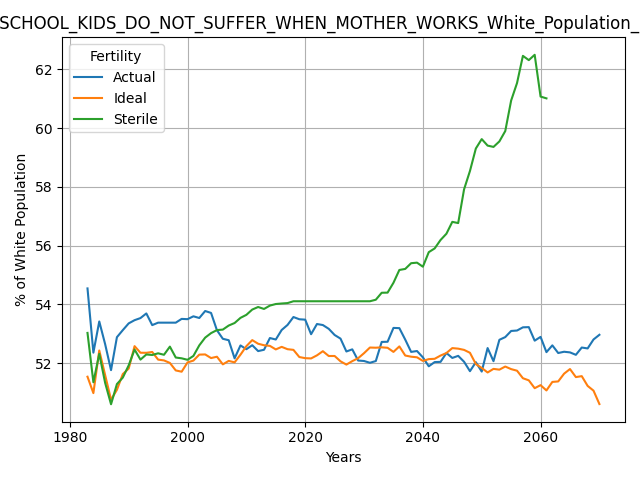 SCHOOL_KIDS_DO_NOT_SUFFER_WHEN_MOTHER_WORKS_White_Population_
Fertility
Actual
Ideal
Sterile
% of White Population
62
60
58
56
54
52
1980 2000 2020 2040 2060
Years